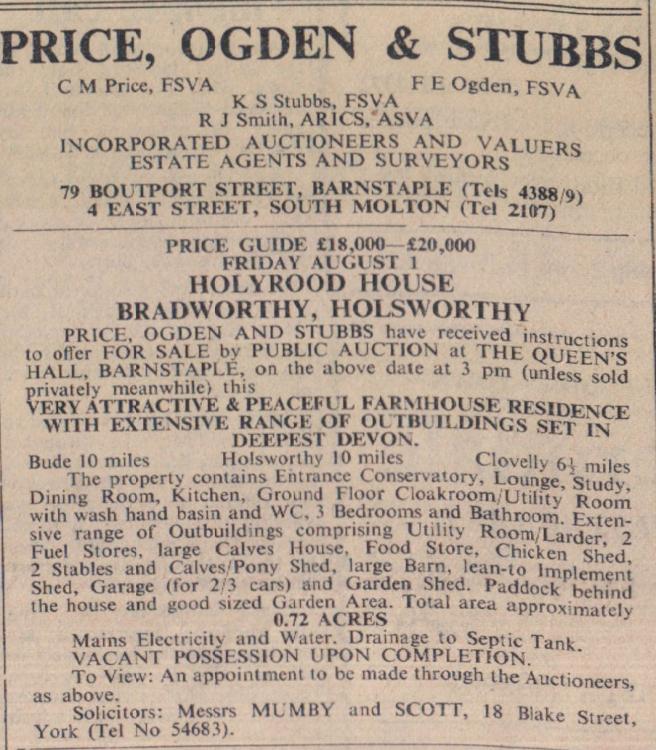 PRICE, OGDEN & STUBBS
C M Price, FSVA F E Ogden, FSVA
K S Stubbs, FSVA
R J Smith, ARICS, ASVA
INCORPORATED AUCTIONEERS AND VALUERS
ESTATE AGENTS AND SURVEYORS
79 BOUTPORT STREET, BARNSTAPLE (Tels 4388/9)
4 EAST STREET, SOUTH MOLTON (Tel 2107)
PRICE GUIDE £18,000—£20,000
FRIDAY AUGUST 1
HOLYROOD HOUSE
BRADWORTHY, HOLSWORTHY
PRICE, OGDEN AND STUBBS have received instructions
to offer FOR SALE by PUBLIC AUCTION at THE QUEEN'S
HALL, BARNSTAPLE, on the above date at 3 pm (unless sold
privately meanwhile) this
VERY ATTRACTIVE & PEACEFUL FARMHOUSE RESIDENCE
WITH EXTENSIVE RANGE OF OUTBUILDINGS SET IN
DEEPEST DEVON.
Bude 10 miles Holsworthy 10 miles Clovelly 6½ miles
The property contains Entrance Conservatory, Lounge, Study,
Dining Room, Kitchen, Ground Floor Cloakroom/Utility Room
with wash hand basin and WC, 3 Bedrooms and Bathroom. Exten-
sive range of Outbuildings comprising Utility Room/Larder, 2
Fuel Stores, large Calves House, Food Store, Chicken Shed,
2 Stables and Calves/Pony Shed, large Barn, lean-to Implement
Shed, Garage (for 2/3 cars) and Garden Shed. Paddock behind
the house and good sized Garden Area. Total area approximately
0.72 ACRES
Mains Electricity and Water. Drainage to Septic Tank.
VACANT POSSESSION UPON COMPLETION.
To View: An appointment to be made through the Auctioneers,
as above.
Solicitors: Messrs MUMBY and SCOTT, 18 Blake Street,
York (Tel No 54683).